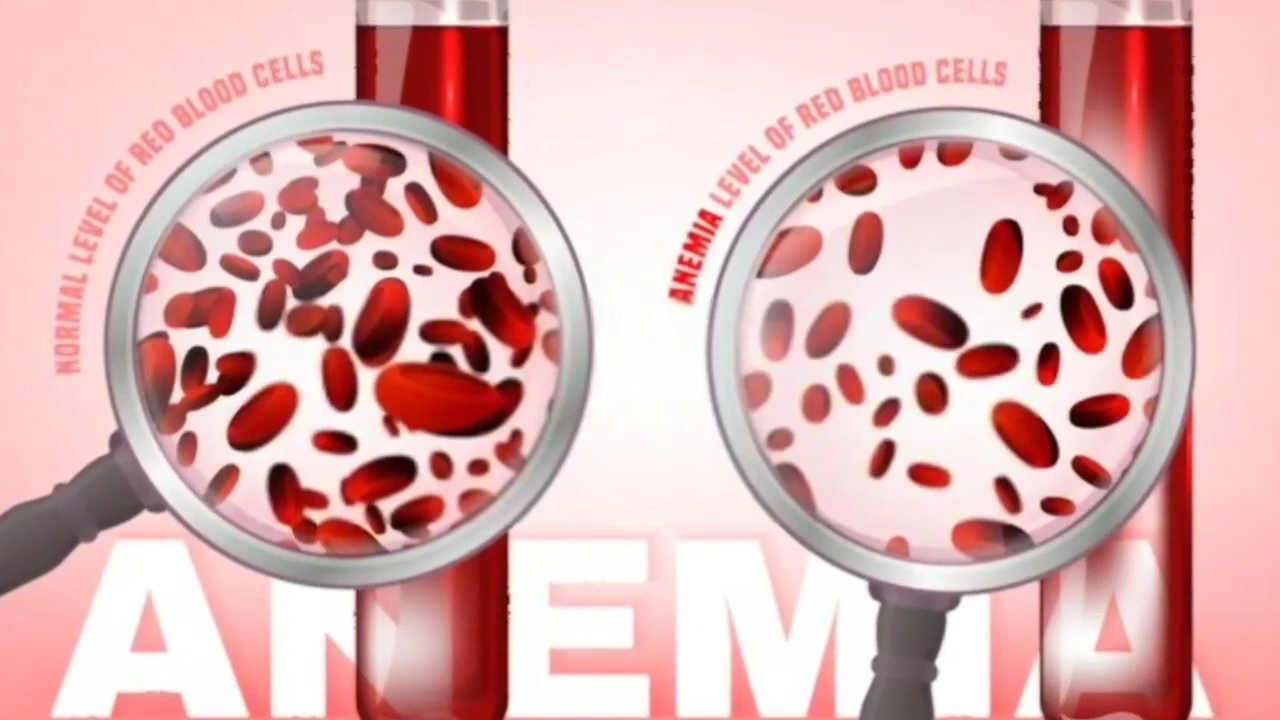 NORMAL LEVEL OF RED BLOOD CELLS
ANEMIA LEVEL OF RED BLOOD CELLS
ANEMIA